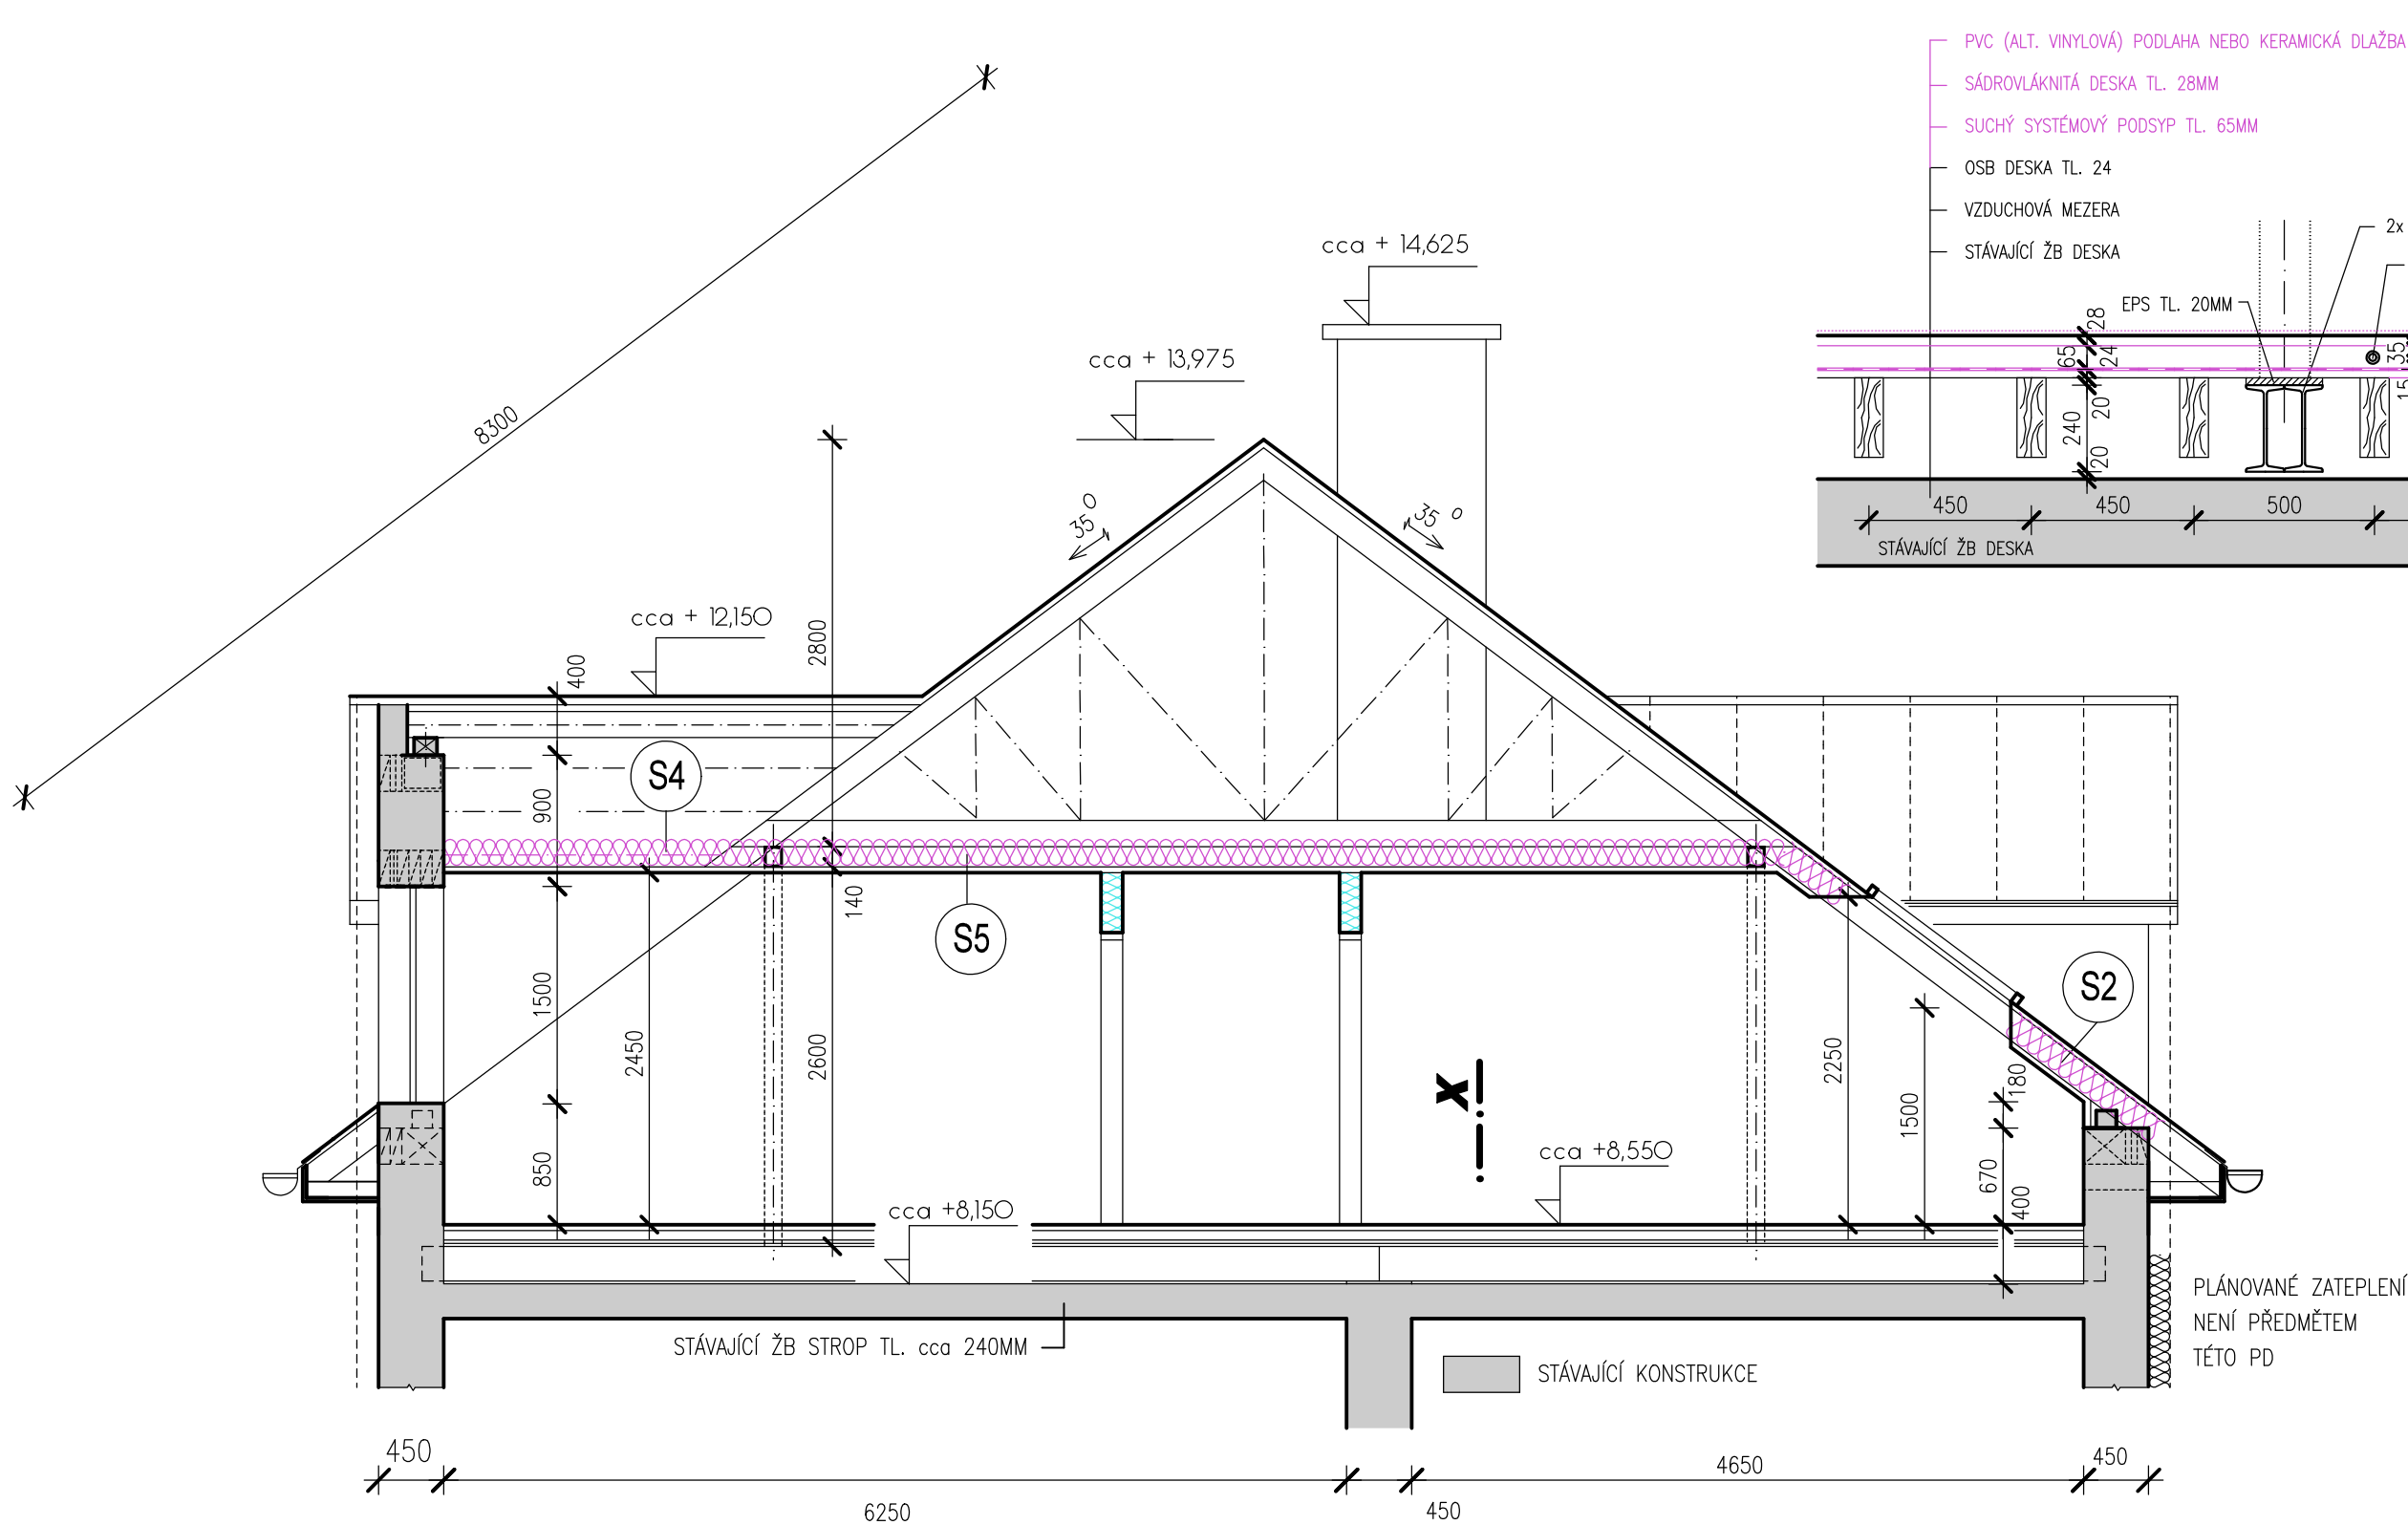 PVC (ALT. VINYLOVÁ) PODLAHA NEBO KERAMICKÁ DLAŽBA
SÁDROVLÁKNITÁ DESKA TL. 28MM
SUCHÝ SYSTÉMOVÝ PODSYP TL. 65MM
OSB DESKA TL. 24
VZDUCHOVÁ MEZERA
STÁVAJÍCÍ ŽB DESKA
2x
EPS TL. 20MM
28
65
24
35
15
20
240
20
450
450
500
STÁVAJÍCÍ ŽB DESKA
8300
cca + 14,625
cca + 13,975
35 0
35 0
cca + 12,150
400
2800
S4
900
140
S5
1500
2450
2600
850
2250
1500
S2
180
670
400
x
cca +8,550
cca +8,150
STÁVAJÍCÍ ŽB STROP TL. cca 240MM
STÁVAJÍCÍ KONSTRUKCE
PLÁNOVANÉ ZATEPLENÍ
NENÍ PŘEDMĚTEM
TÉTO PD
450
6250
450
4650
450